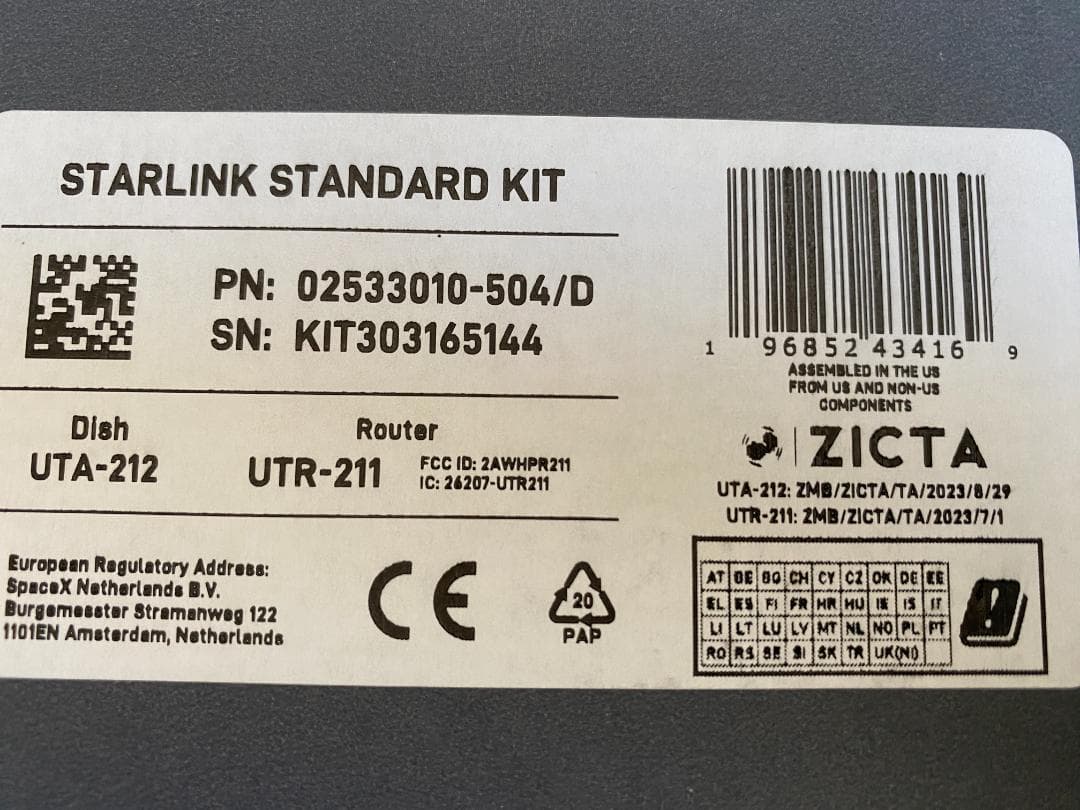 STARLINK STANDARD KIT
PN: 02533010-504/D
SN: KIT303165144
Dish
UTA-212
Router
UTR-211
FCC ID: 2AWHPR211
IC: 26207-UTR211
European Regulatory Address:
SpaceX Netherlands B.V.
Burgemeester Stramanweg 122
1101EN Amsterdam, Netherlands
CE
20
PAP
1 96852 43416 9
ASSEMBLED IN THE US
FROM US AND NON-US
COMPONENTS
ZICTA
UTA-212: ZMB/ZICTA/TA/2023/8/29
UTR-211: ZMB/ZICTA/TA/2023/7/1
AT BE BG CH CY CZ DK DE EE
EL ES FI FR HR HU IE IS IT
LI LT LU LV MT NL NO PL PT
RO RS SE SI SK TR UK(NI)